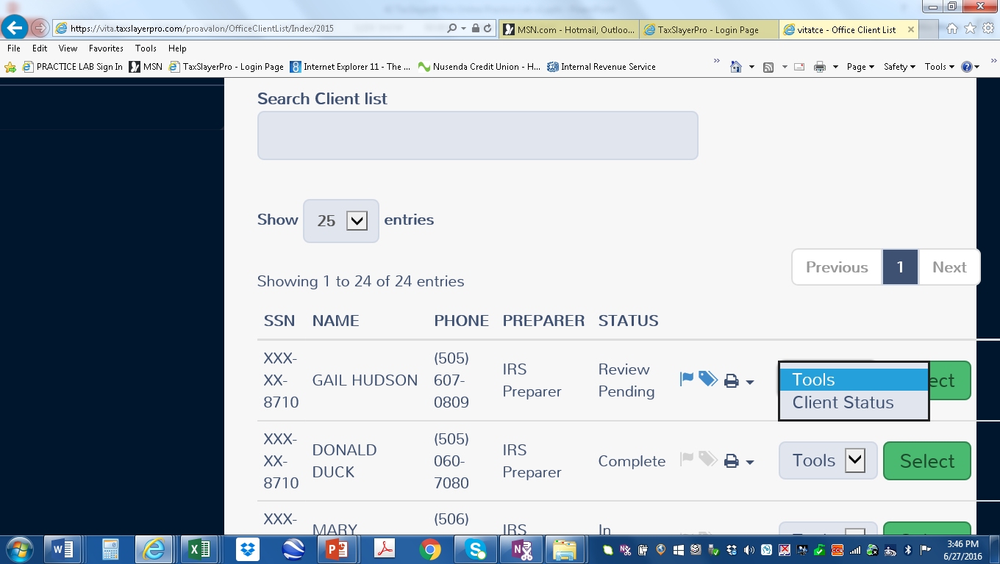 https://vita.taxslayerpro.com/proavalon/OfficeClientList/Index/2015
MSN.com - Hotmail, Outloo...
TaxSlayerPro - Login Page
vitatce - Office Client List
File Edit View Favorites Tools Help
PRACTICE LAB Sign In MSN TaxSlayerPro - Login Page Internet Explorer 11 - The ... Nusenda Credit Union - H... Internal Revenue Service
Page Safety Tools
Search Client list
Show 25 entries
Previous 1 Next
Showing 1 to 24 of 24 entries
SSN NAME PHONE PREPARER STATUS
XXX-
XX-
8710
GAIL HUDSON
(505)
607-
0809
IRS
Preparer
Review
Pending
Tools
Client Status
ect
XXX-
XX-
8710
DONALD
DUCK
(505)
060-
7080
IRS
Preparer
Complete
Tools
Select
XXX-
MARY
(506)
IRS
In
3:46 PM
6/27/2016